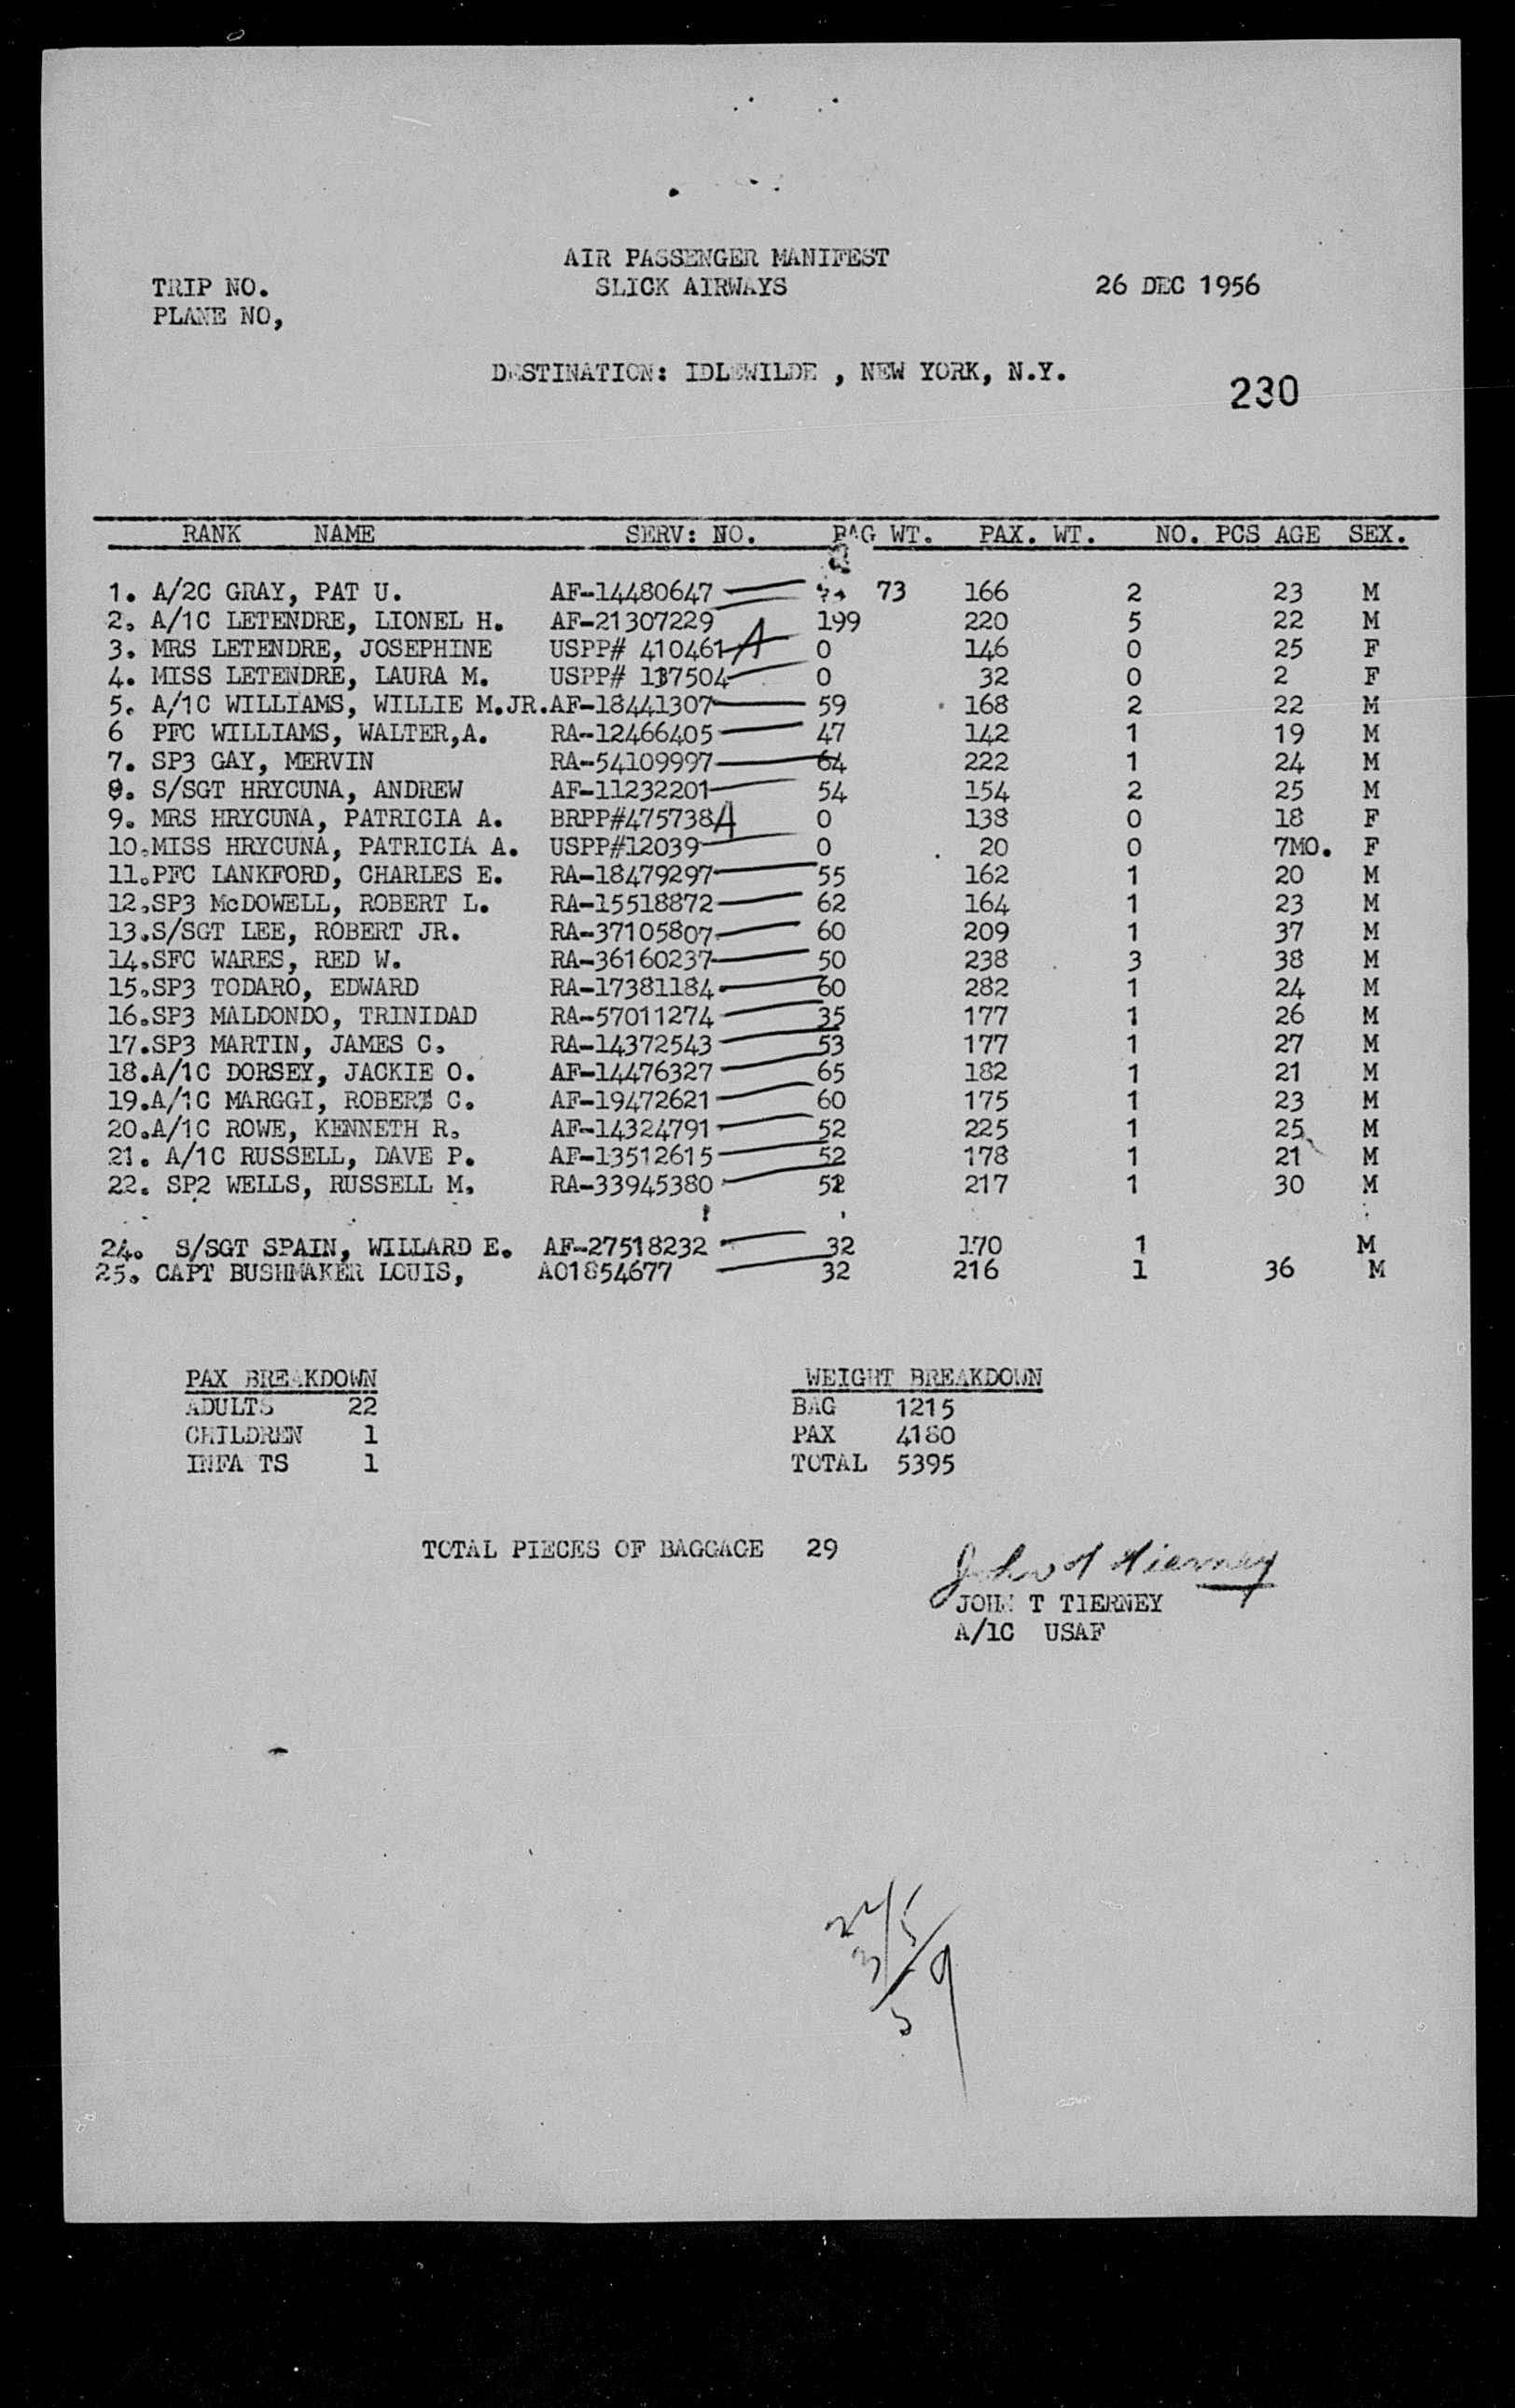 AIR PASSENGER MANIFEST
TRIP NO. SLICK AIRWAYS 26 DEC 1956
PLANE NO,
DESTINATION: IDLEWILDE , NEW YORK, N.Y.
230
RANK NAME SERV: NO. BAG WT. PAX. WT. NO. PCS AGE SEX.
1. A/2C GRAY, PAT U. AF-14480647 73 166 2 23 M
2. A/1C LETENDRE, LIONEL H. AF-21307229 199 220 5 22 M
3. MRS LETENDRE, JOSEPHINE USPP# 410461 A 0 146 0 25 F
4. MISS LETENDRE, LAURA M. USPP# 137504 0 32 0 2 F
5. A/1C WILLIAMS, WILLIE M.JR.AF-18441307 59 168 2 22 M
6 PFC WILLIAMS, WALTER,A. RA-12466405 47 142 1 19 M
7. SP3 GAY, MERVIN RA-54109997 64 222 1 24 M
8. S/SGT HRYCUNA, ANDREW AF-11232201 54 154 2 25 M
9. MRS HRYCUNA, PATRICIA A. BRPP#475738A 0 138 0 18 F
10.MISS HRYCUNA, PATRICIA A. USPP#12039 0 20 0 7MO. F
11.PFC LANKFORD, CHARLES E. RA-18479297 55 162 1 20 M
12.SP3 McDOWELL, ROBERT L. RA-15518872 62 164 1 23 M
13.S/SGT LEE, ROBERT JR. RA-37105807 60 209 1 37 M
14.SFC WARES, RED W. RA-36160237 50 238 3 38 M
15.SP3 TODARO, EDWARD RA-17381184 60 282 1 24 M
16.SP3 MALDONDO, TRINIDAD RA-57011274 35 177 1 26 M
17.SP3 MARTIN, JAMES C. RA-14372543 53 177 1 27 M
18.A/1C DORSEY, JACKIE O. AF-14476327 65 182 1 21 M
19.A/1C MARGGI, ROBERT C. AF-19472621 60 175 1 23 M
20.A/1C ROWE, KENNETH R. AF-14324791 52 225 1 25 M
21. A/1C RUSSELL, DAVE P. AF-13512615 52 178 1 21 M
22. SP2 WELLS, RUSSELL M. RA-33945380 52 217 1 30 M
24. S/SGT SPAIN, WILLARD E. AF-27518232 32 170 1 M
25. CAPT BUSHMAKER LOUIS, AO1854677 32 216 1 36 M
PAX BREAKDOWN WEIGHT BREAKDOWN
ADULTS 22 BAG 1215
CHILDREN 1 PAX 4180
INFA TS 1 TOTAL 5395
TOTAL PIECES OF BAGGAGE 29
John T Tierney
JOHN T TIERNEY
A/1C USAF